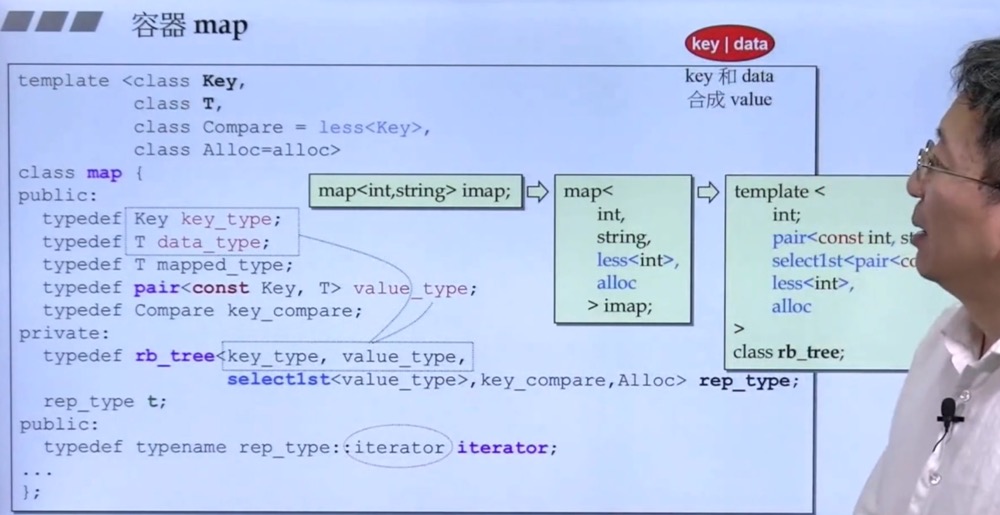 容器 map
key | data
key 和 data
合成 value
template <class Key,
class T,
class Compare = less<Key>,
class Alloc=alloc>
class map {
public:
typedef Key key_type;
typedef T data_type;
typedef T mapped_type;
typedef pair<const Key, T> value_type;
typedef Compare key_compare;
private:
typedef rb_tree<key_type, value_type,
select1st<value_type>,key_compare,Alloc> rep_type;
rep_type t;
public:
typedef typename rep_type::iterator iterator;
...
};
map<int,string> imap;
map<
int,
string,
less<int>,
alloc
> imap;
template <
int;
pair<const int,
select1st<pair<
less<int>,
alloc
>
class rb_tree;